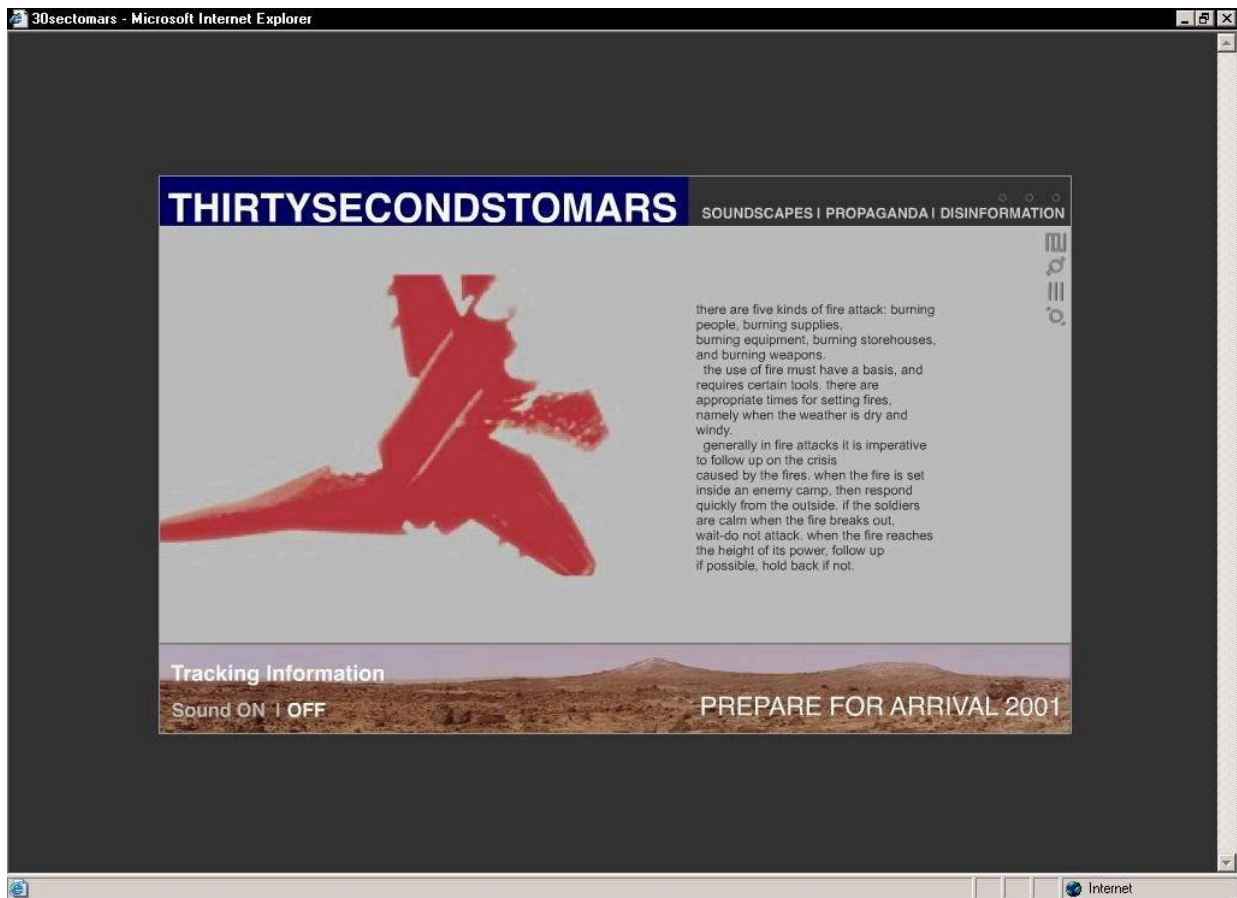 30sectomars - Microsoft Internet Explorer
THIRTYSECONDSTOMARS
SOUNDSCAPES | PROPAGANDA | DISINFORMATION
there are five kinds of fire attack: burning
people, burning supplies,
burning equipment, burning storehouses,
and burning weapons.
the use of fire must have a basis, and
requires certain tools. there are
appropriate times for setting fires,
namely when the weather is dry and
windy.
generally in fire attacks it is imperative
to follow up on the crisis
caused by the fires. when the fire is set
inside an enemy camp, then respond
quickly from the outside. if the soldiers
are calm when the fire breaks out,
wait-do not attack. when the fire reaches
the height of its power, follow up
if possible, hold back if not.
Tracking Information
Sound ON | OFF
PREPARE FOR ARRIVAL 2001
Internet